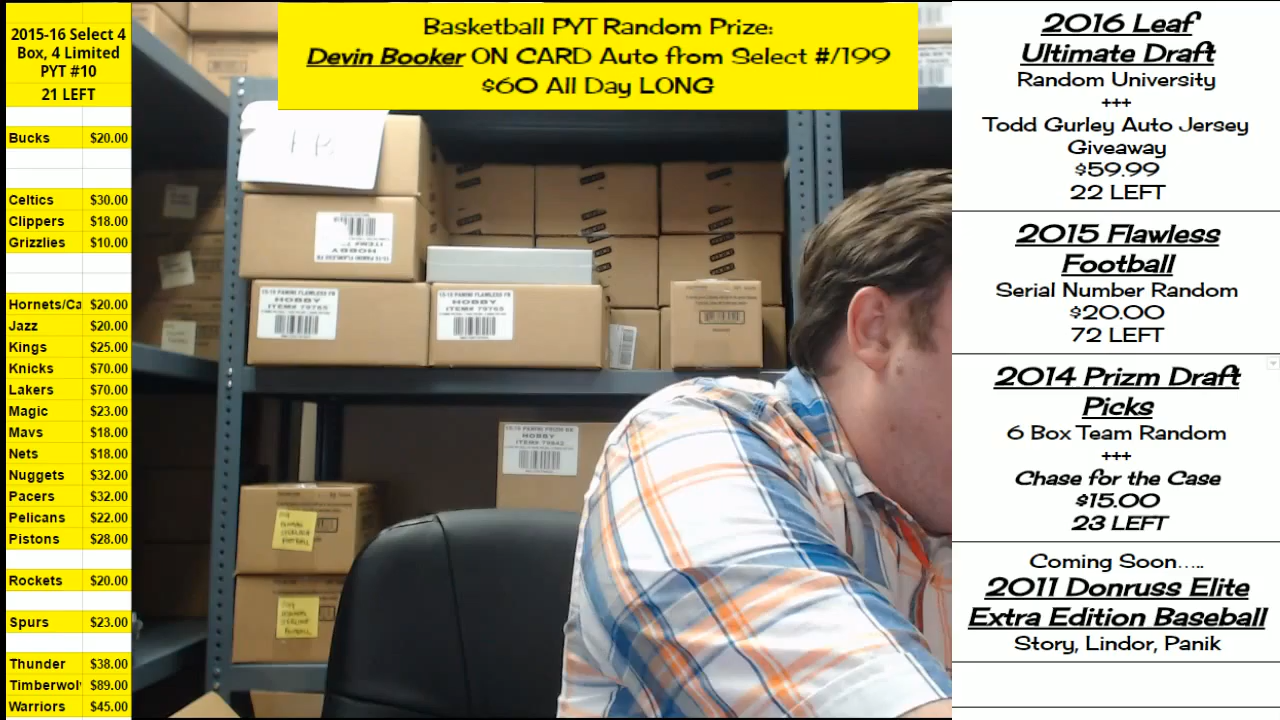 2015-16 Select 4
Box, 4 Limited
PYT #10
21 LEFT
Bucks $20.00
Celtics $30.00
Clippers $18.00
Grizzlies $10.00
Hornets/Ca $20.00
Jazz $20.00
Kings $25.00
Knicks $70.00
Lakers $70.00
Magic $23.00
Mavs $18.00
Nets $18.00
Nuggets $32.00
Pacers $32.00
Pelicans $22.00
Pistons $28.00
Rockets $20.00
Spurs $23.00
Thunder $38.00
Timberwol $89.00
Warriors $45.00
Basketball PYT Random Prize:
Devin Booker ON CARD Auto from Select #/199
$60 All Day LONG
FB
HOBBY
HOBBY
HOBBY
HOBBY
2016 Leaf
Ultimate Draft
Random University
+++
Todd Gurley Auto Jersey
Giveaway
$59.99
22 LEFT
2015 Flawless
Football
Serial Number Random
$20.00
72 LEFT
2014 Prizm Draft
Picks
6 Box Team Random
+++
Chase for the Case
$15.00
23 LEFT
Coming Soon.....
2011 Donruss Elite
Extra Edition Baseball
Story, Lindor, Panik